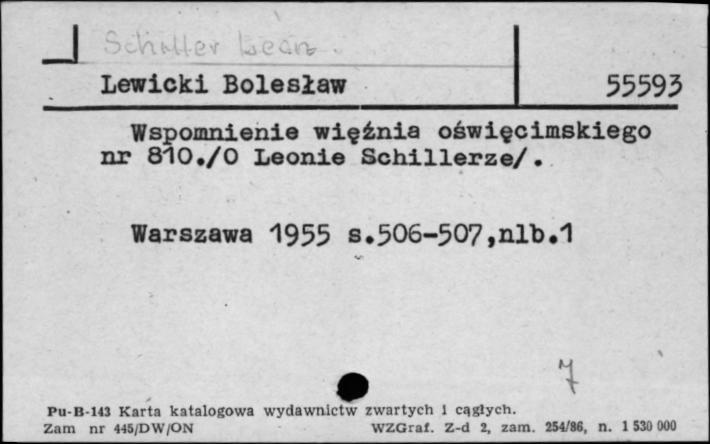 Schiller Leon.
Lewicki Bolesław 55593
Wspomnienie więźnia oświęcimskiego
nr 810./O Leonie Schillerze/.
Warszawa 1955 s.506-507,nlb.1
7
Pu-B-143 Karta katalogowa wydawnictw zwartych i ciągłych.
Zam nr 445/DW/ON WZGraf. Z-d 2, zam. 254/86, n. 1 530 000